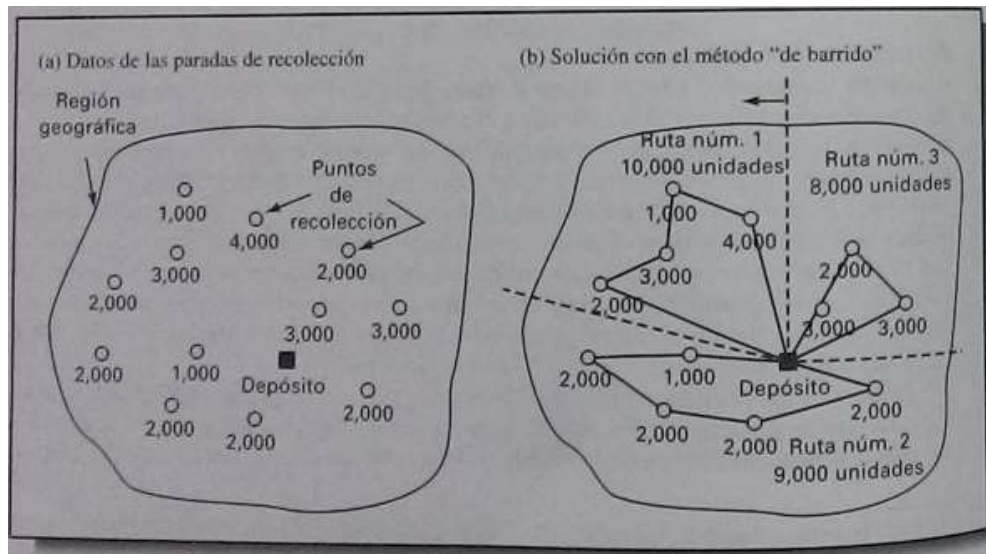 (a) Datos de las paradas de recolección
Región
geográfica
Puntos
de
recolección
1,000
4,000
3,000
2,000
2,000
3,000
3,000
2,000
1,000
Depósito
2,000
2,000
2,000
(b) Solución con el método "de barrido"
Ruta núm. 1
10,000 unidades
Ruta núm. 3
8,000 unidades
1,000
4,000
3,000
2,000
2,000
3,000
3,000
2,000
1,000
Depósito
2,000
2,000
2,000
Ruta núm. 2
9,000 unidades